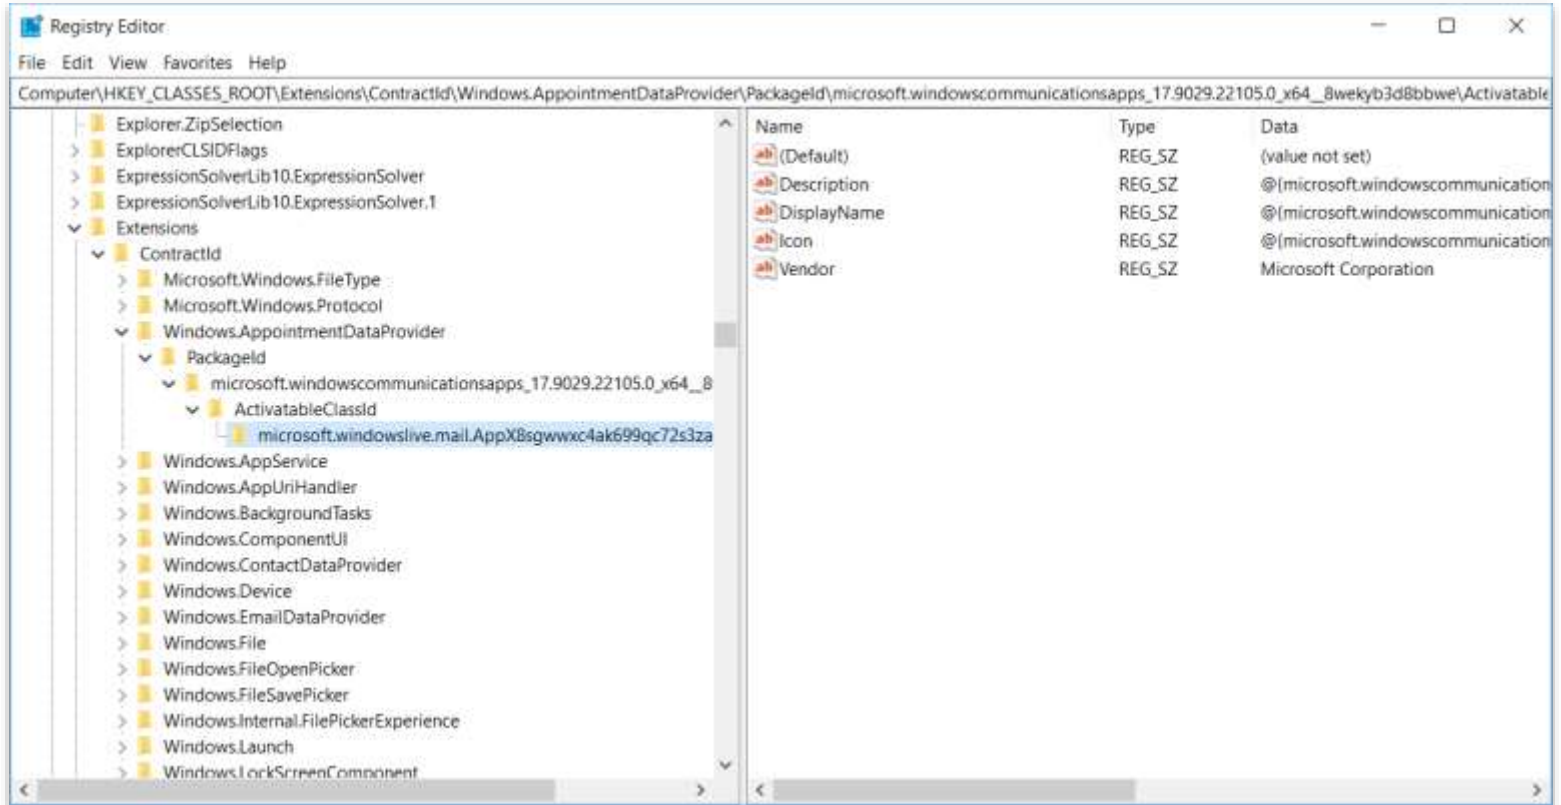 Registry Editor
File Edit View Favorites Help
Computer\HKEY_CLASSES_ROOT\Extensions\ContractId\Windows.AppointmentDataProvider\PackageId\microsoft.windowscommunicationsapps_17.9029.22105.0_x64__8wekyb3d8bbwe\Activatable
Explorer.ZipSelection
ExplorerCLSIDFlags
ExpressionSolverLib10.ExpressionSolver
ExpressionSolverLib10.ExpressionSolver.1
Extensions
ContractId
Microsoft.Windows.FileType
Microsoft.Windows.Protocol
Windows.AppointmentDataProvider
PackageId
microsoft.windowscommunicationsapps_17.9029.22105.0_x64__8
ActivatableClassId
microsoft.windowslive.mail.AppX8sgwwxc4ak699qc72s3za
Windows.AppService
Windows.AppUriHandler
Windows.BackgroundTasks
Windows.ComponentUI
Windows.ContactDataProvider
Windows.Device
Windows.EmailDataProvider
Windows.File
Windows.FileOpenPicker
Windows.FileSavePicker
Windows.Internal.FilePickerExperience
Windows.Launch
Windows.LockScreenComponent
Name Type Data
(Default) REG_SZ (value not set)
Description REG_SZ @{microsoft.windowscommunication
DisplayName REG_SZ @{microsoft.windowscommunication
Icon REG_SZ @{microsoft.windowscommunication
Vendor REG_SZ Microsoft Corporation